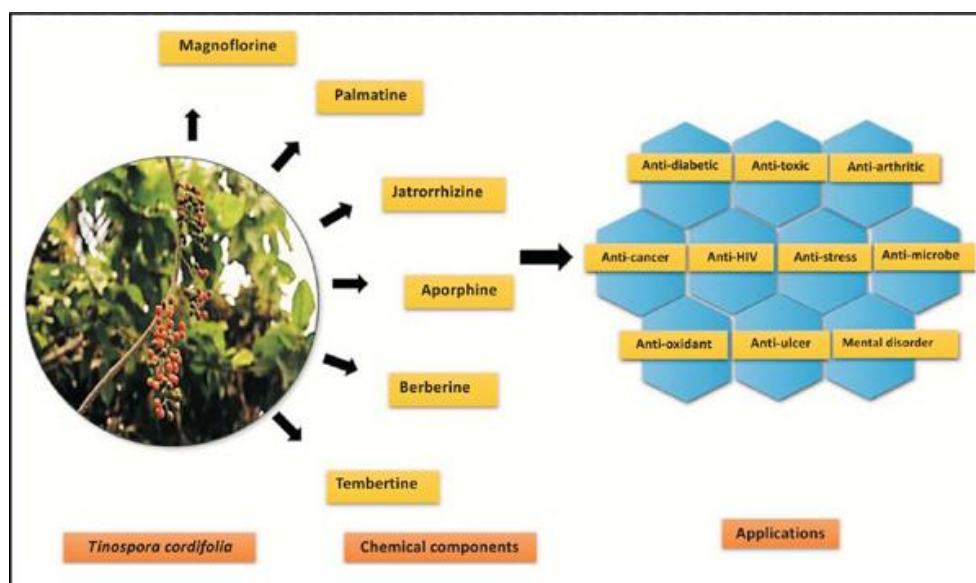 Magnoflorine
Palmatine
Jatrorrhizine
Aporphine
Berberine
Tembertine
Anti-diabetic
Anti-toxic
Anti-arthritic
Anti-cancer
Anti-HIV
Anti-stress
Anti-microbe
Anti-oxidant
Anti-ulcer
Mental disorder
Tinospora cordifolia
Chemical components
Applications